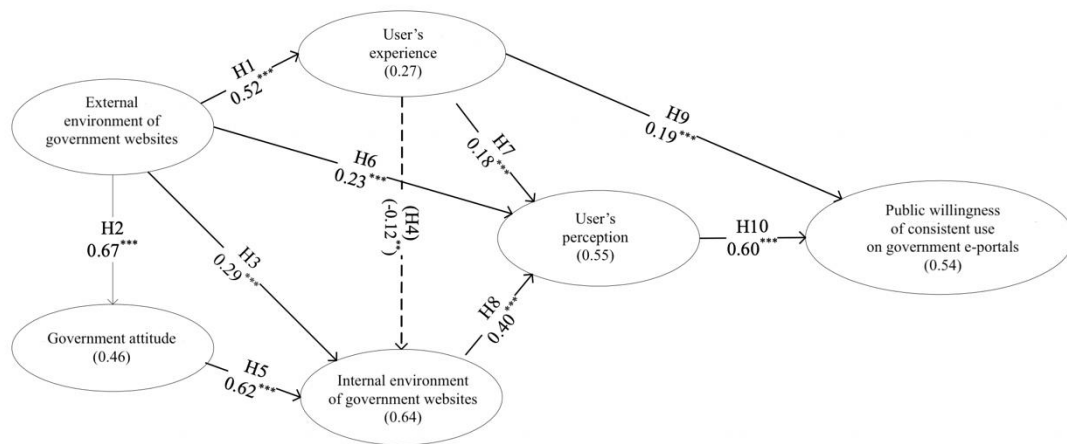 User's
experience
(0.27)
H1
0.52***
External
environment of
government websites
H9
0.19***
H7
0.18***
H6
0.23***
(H4)
(-0.12**)
H2
0.67***
H3
0.29***
User's
perception
(0.55)
H10
0.60***
Public willingness
of consistent use
on government e-portals
(0.54)
H8
0.40***
Government attitude
(0.46)
H5
0.62***
Internal environment
of government websites
(0.64)